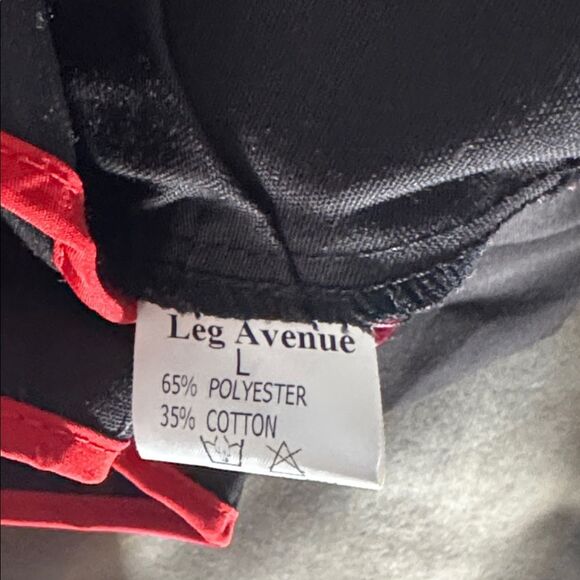 Leg Avenue
L
65% POLYESTER
35% COTTON